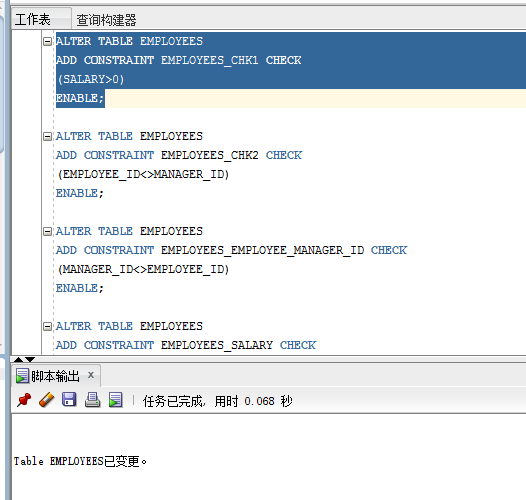 工作表 查询构建器
ALTER TABLE EMPLOYEES
ADD CONSTRAINT EMPLOYEES_CHK1 CHECK
(SALARY>0)
ENABLE;
ALTER TABLE EMPLOYEES
ADD CONSTRAINT EMPLOYEES_CHK2 CHECK
(EMPLOYEE_ID<>MANAGER_ID)
ENABLE;
ALTER TABLE EMPLOYEES
ADD CONSTRAINT EMPLOYEES_EMPLOYEE_MANAGER_ID CHECK
(MANAGER_ID<>EMPLOYEE_ID)
ENABLE;
ALTER TABLE EMPLOYEES
ADD CONSTRAINT EMPLOYEES_SALARY CHECK
脚本输出 x
任务已完成, 用时 0.068 秒
Table EMPLOYEES已变更。